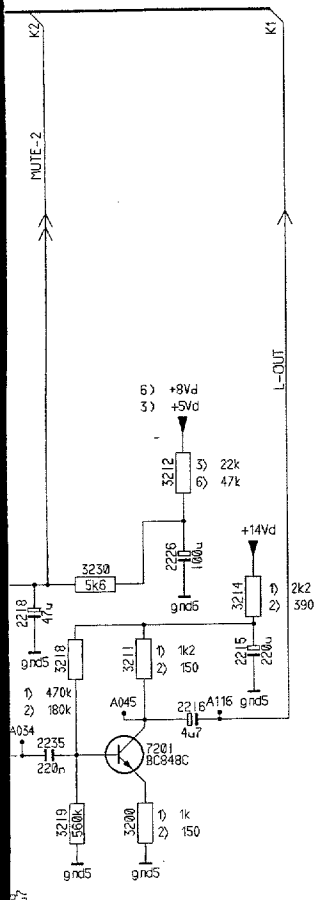 K2
K1
MUTE-2
L-OUT
6) +8Vd
3) +5Vd
3212
3) 22k
6) 47k
2226
100u
gnd6
+14Vd
3214
1) 2k2
2) 390
3230
5k6
2218
47u
gnd5
3218
1) 470k
2) 180k
3211
1) 1k2
2) 150
2215
220u
gnd5
A045
2216
4u7
A116
A034
2235
220n
7201
BC848C
3219
560k
gnd5
3200
1) 1k
2) 150
gnd5